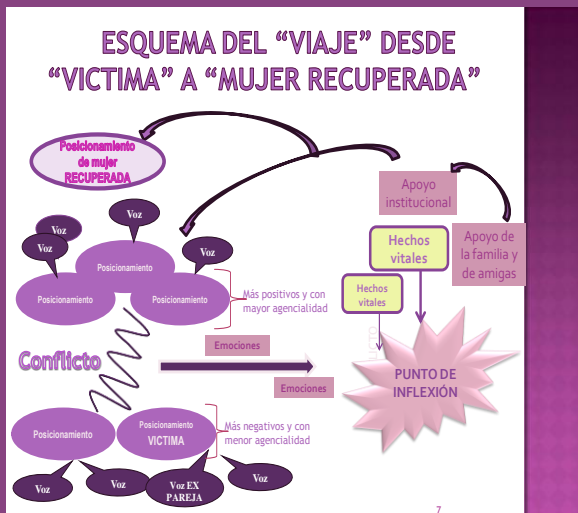 ESQUEMA DEL “VIAJE” DESDE
“VICTIMA” A “MUJER RECUPERADA”
Posicionamiento
de mujer
RECUPERADA
Apoyo
institucional
Voz
Voz
Voz
Voz
Hechos
vitales
Apoyo de
la familia y
de amigas
Posicionamiento
Posicionamiento
Posicionamiento
Más positivos y con
mayor agencialidad
Hechos
vitales
Emociones
Conflicto
PUNTO DE
INFLEXIÓN
Emociones
Posicionamiento
Posicionamiento
VICTIMA
Más negativos y con
menor agencialidad
Voz
Voz
Voz EX
PAREJA
Voz
7